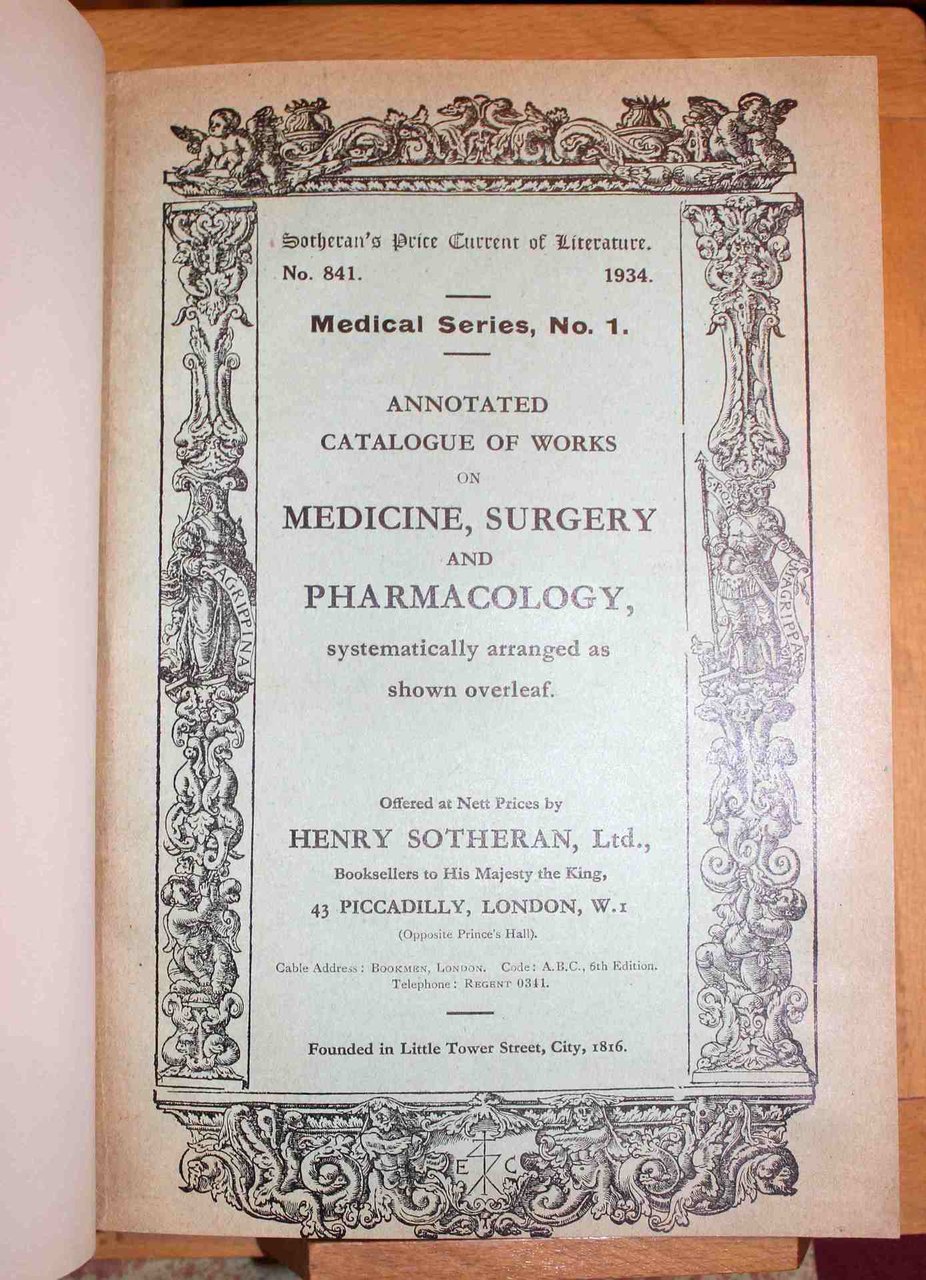 Sotheran's Price Current of Literature.
No. 841. 1934.
Medical Series, No. 1.
ANNOTATED
CATALOGUE OF WORKS
ON
MEDICINE, SURGERY
AND
PHARMACOLOGY,
systematically arranged as
shown overleaf.
AGRIPPINA
Offered at Nett Prices by
HENRY SOTHERAN, Ltd.,
Booksellers to His Majesty the King,
43 PICCADILLY, LONDON, W.1
(Opposite Prince's Hall).
Cable Address: BOOKMEN, LONDON. Code: A.B.C., 6th Edition.
Telephone: REGENT 0341.
Founded in Little Tower Street, City, 1816.
E C